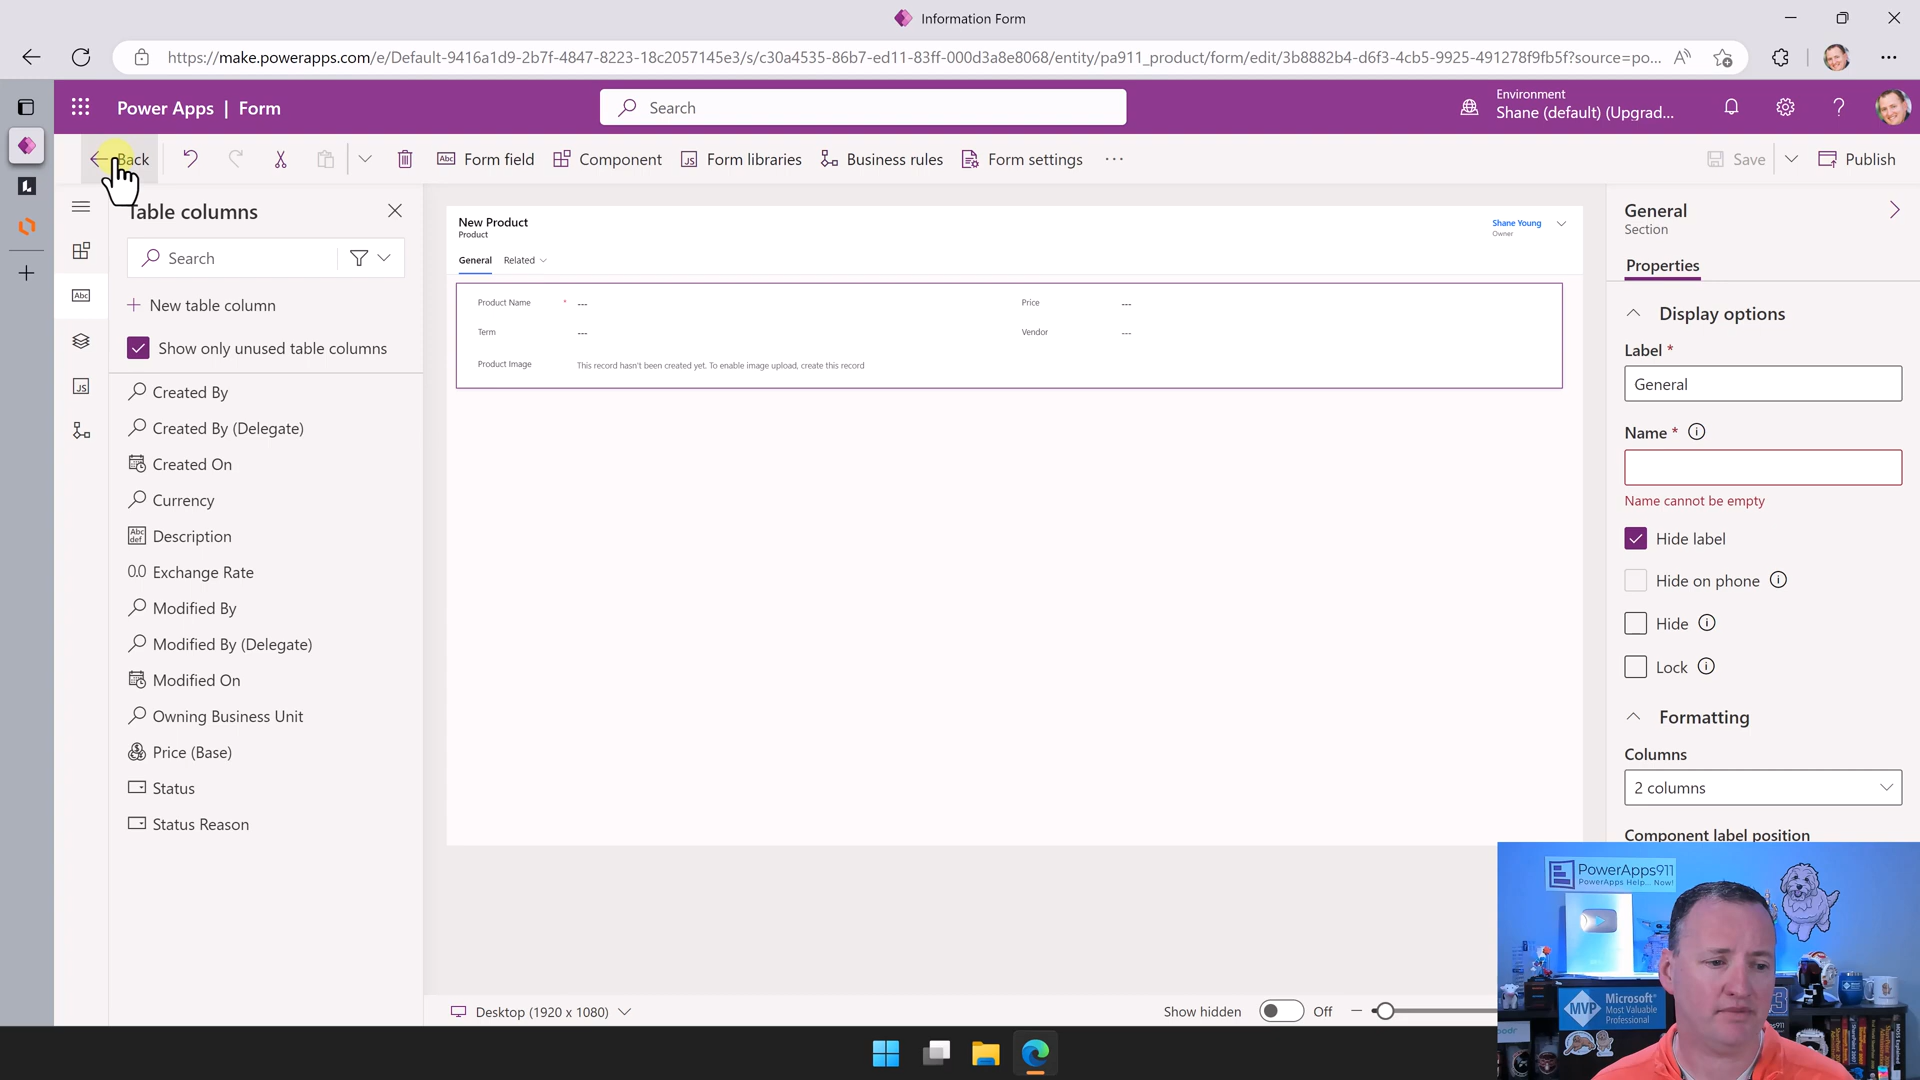 Information Form
https://make.powerapps.com/e/Default-9416a1d9-2b7f-4847-8223-18c2057145e3/s/c30a4535-86b7-ed11-83ff-000d3a8e8068/entity/pa911_product/form/edit/3b8882b4-d6f3-4cb5-9925-491278f9fb5f?source=po...
Power Apps | Form
Search
Environment
Shane (default) (Upgrad...
Back
Form field
Component
Form libraries
Business rules
Form settings
Save
Publish
Table columns
Search
New table column
Show only unused table columns
Created By
Created By (Delegate)
Created On
Currency
Description
Exchange Rate
Modified By
Modified By (Delegate)
Modified On
Owning Business Unit
Price (Base)
Status
Status Reason
New Product
Product
Shane Young
Owner
General Related
Product Name * ---
Price ---
Term ---
Vendor ---
Product Image This record hasn't been created yet. To enable image upload, create this record
General
Section
Properties
Display options
Label *
General
Name *
Name cannot be empty
Hide label
Hide on phone
Hide
Lock
Formatting
Columns
2 columns
Component label position
Desktop (1920 x 1080)
Show hidden Off
PowerApps911
PowerApps Help... Now!
MVP
Microsoft
Most Valuable
Professional